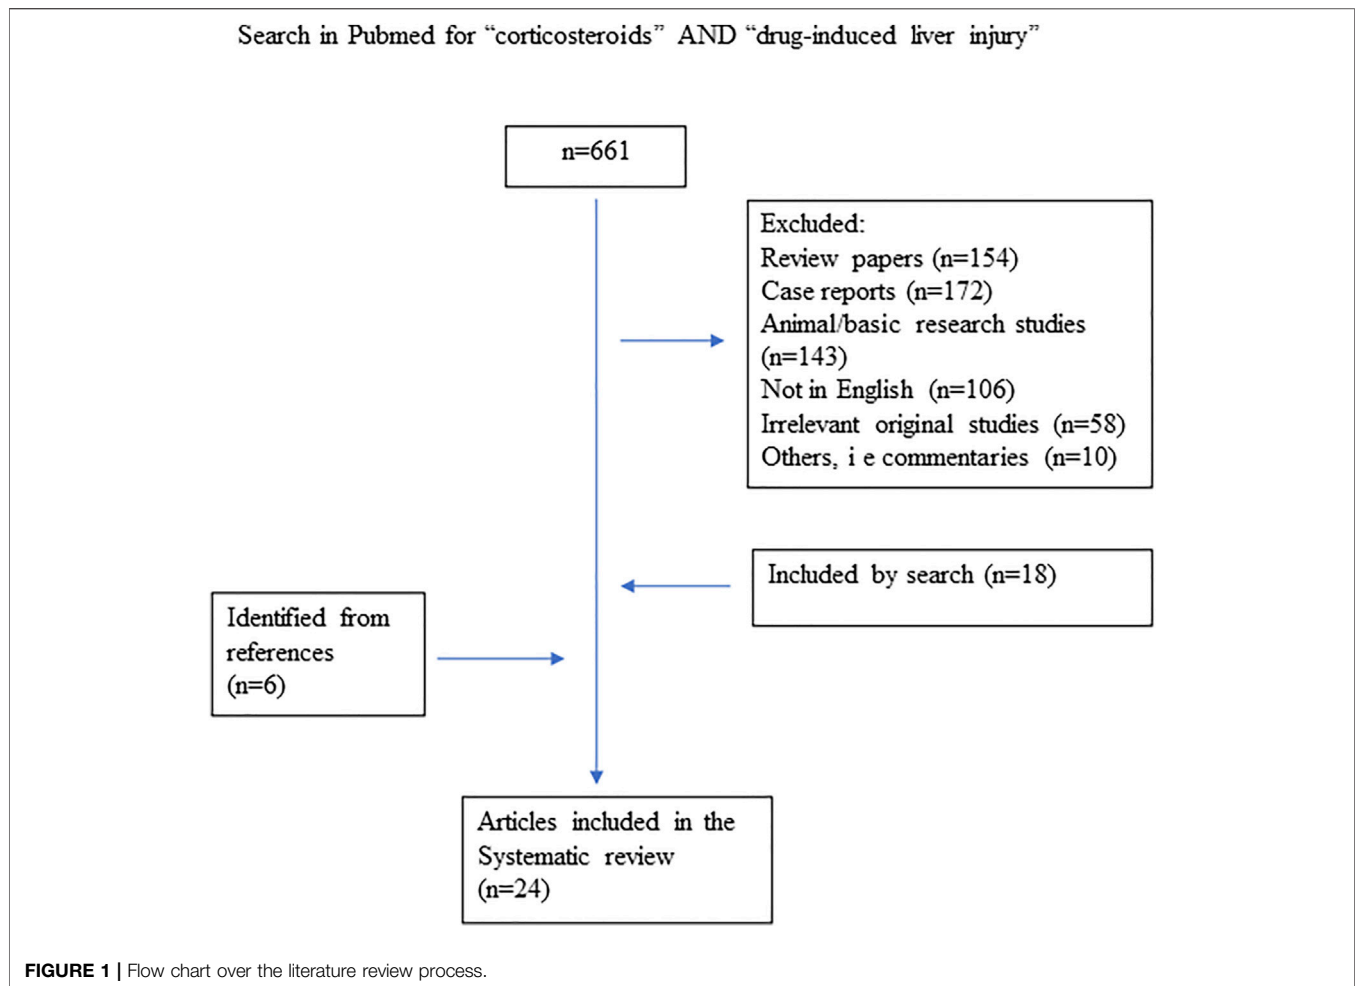 Search in Pubmed for “corticosteroids” AND “drug-induced liver injury”
n=661
Excluded:
Review papers (n=154)
Case reports (n=172)
Animal/basic research studies
(n=143)
Not in English (n=106)
Irrelevant original studies (n=58)
Others, i e commentaries (n=10)
Included by search (n=18)
Identified from
references
(n=6)
Articles included in the
Systematic review
(n=24)
FIGURE 1 | Flow chart over the literature review process.